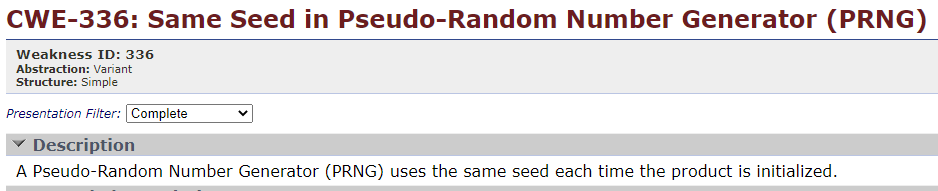 CWE-336: Same Seed in Pseudo-Random Number Generator (PRNG)
Weakness ID: 336
Abstraction: Variant
Structure: Simple
Presentation Filter: Complete
Description
A Pseudo-Random Number Generator (PRNG) uses the same seed each time the product is initialized.